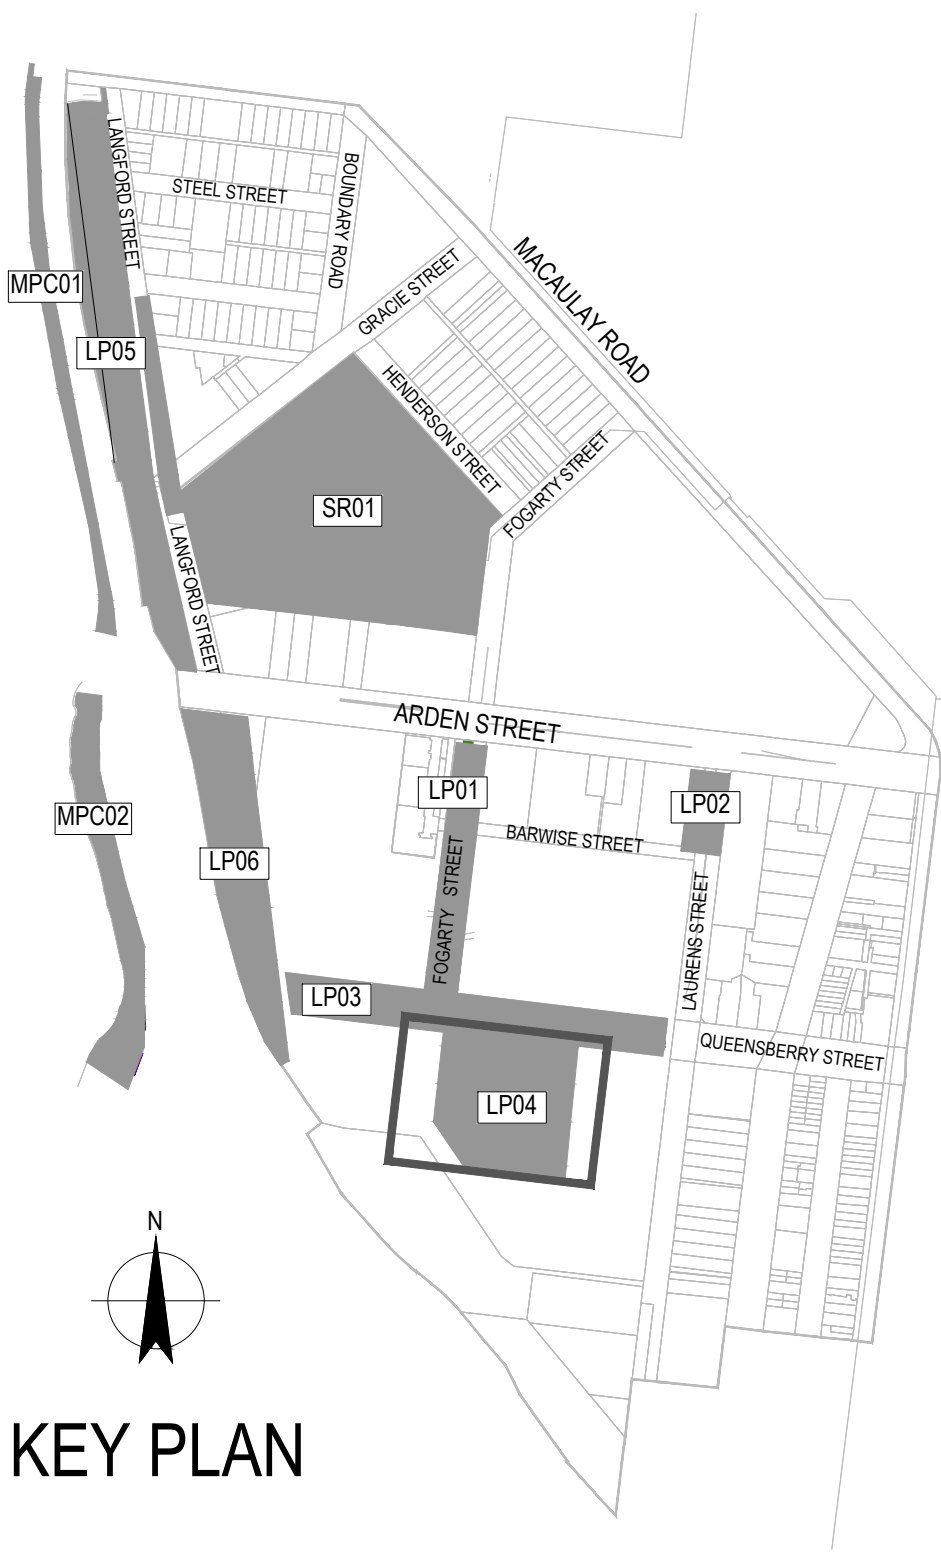 LANGFORD STREET
STEEL STREET
BOUNDARY ROAD
MACAULAY ROAD
GRACIE STREET
MPC01
LP05
HENDERSON STREET
FOGARTY STREET
SR01
LANGFORD STREET
ARDEN STREET
LP01
LP02
MPC02
BARWISE STREET
LP06
FOGARTY STREET
LAURENS STREET
LP03
QUEENSBERRY STREET
LP04
N
KEY PLAN